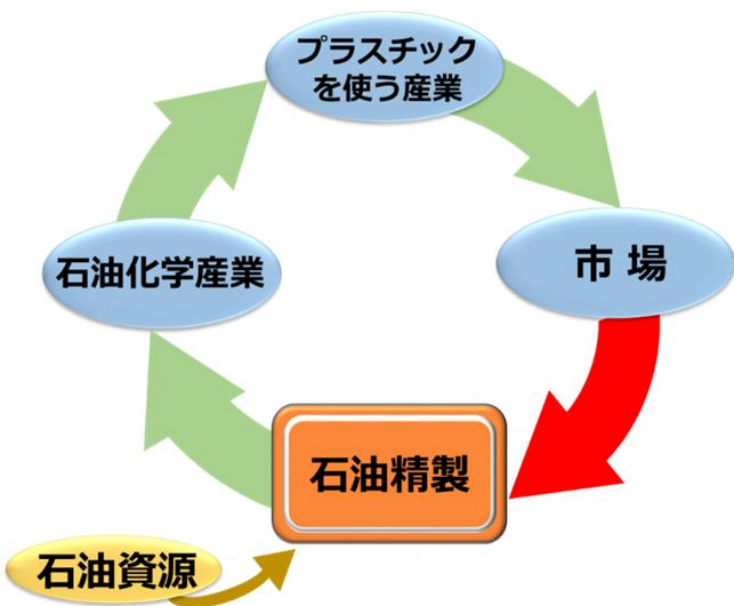 プラスチック
を使う産業
市 場
石油化学産業
石油精製
石油資源